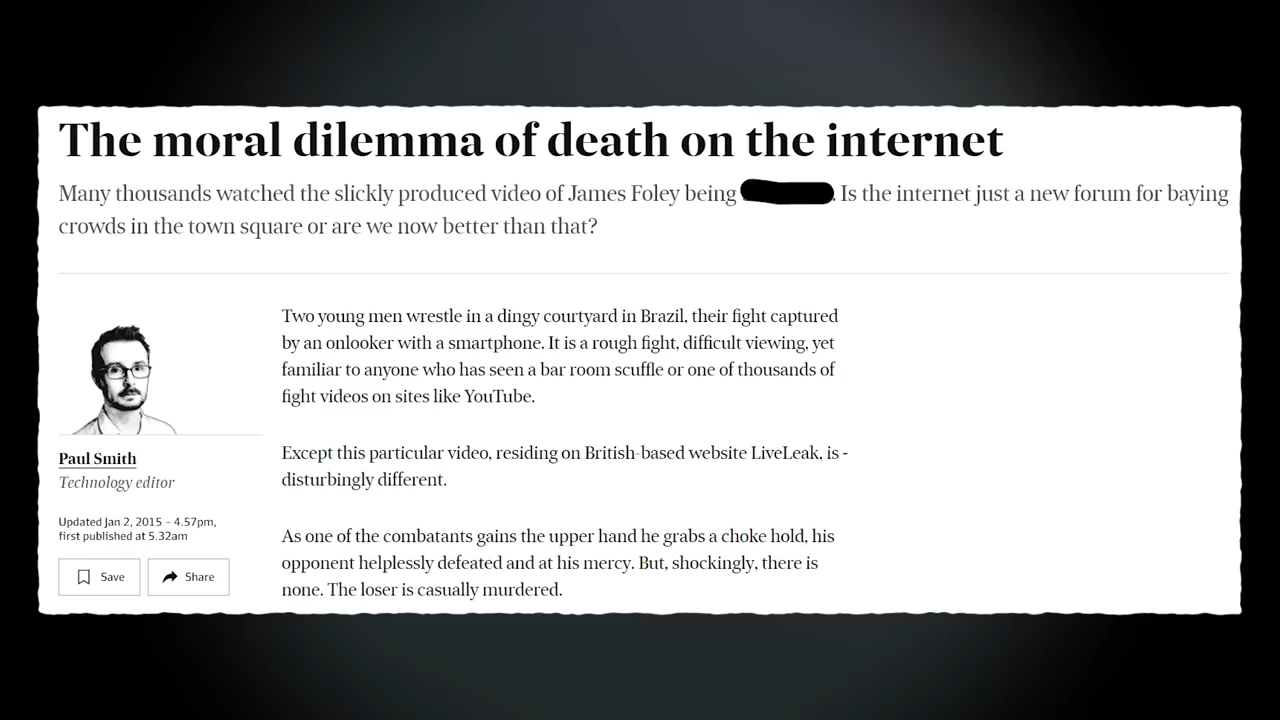 The moral dilemma of death on the internet
Many thousands watched the slickly produced video of James Foley being . Is the internet just a new forum for baying
crowds in the town square or are we now better than that?
Two young men wrestle in a dingy courtyard in Brazil, their fight captured
by an onlooker with a smartphone. It is a rough fight, difficult viewing, yet
familiar to anyone who has seen a bar room scuffle or one of thousands of
fight videos on sites like YouTube.
Paul Smith
Technology editor
Updated Jan 2, 2015 – 4.57pm,
first published at 5.32am
Save
Share
Except this particular video, residing on British-based website LiveLeak, is -
disturbingly different.
As one of the combatants gains the upper hand he grabs a choke hold, his
opponent helplessly defeated and at his mercy. But, shockingly, there is
none. The loser is casually murdered.